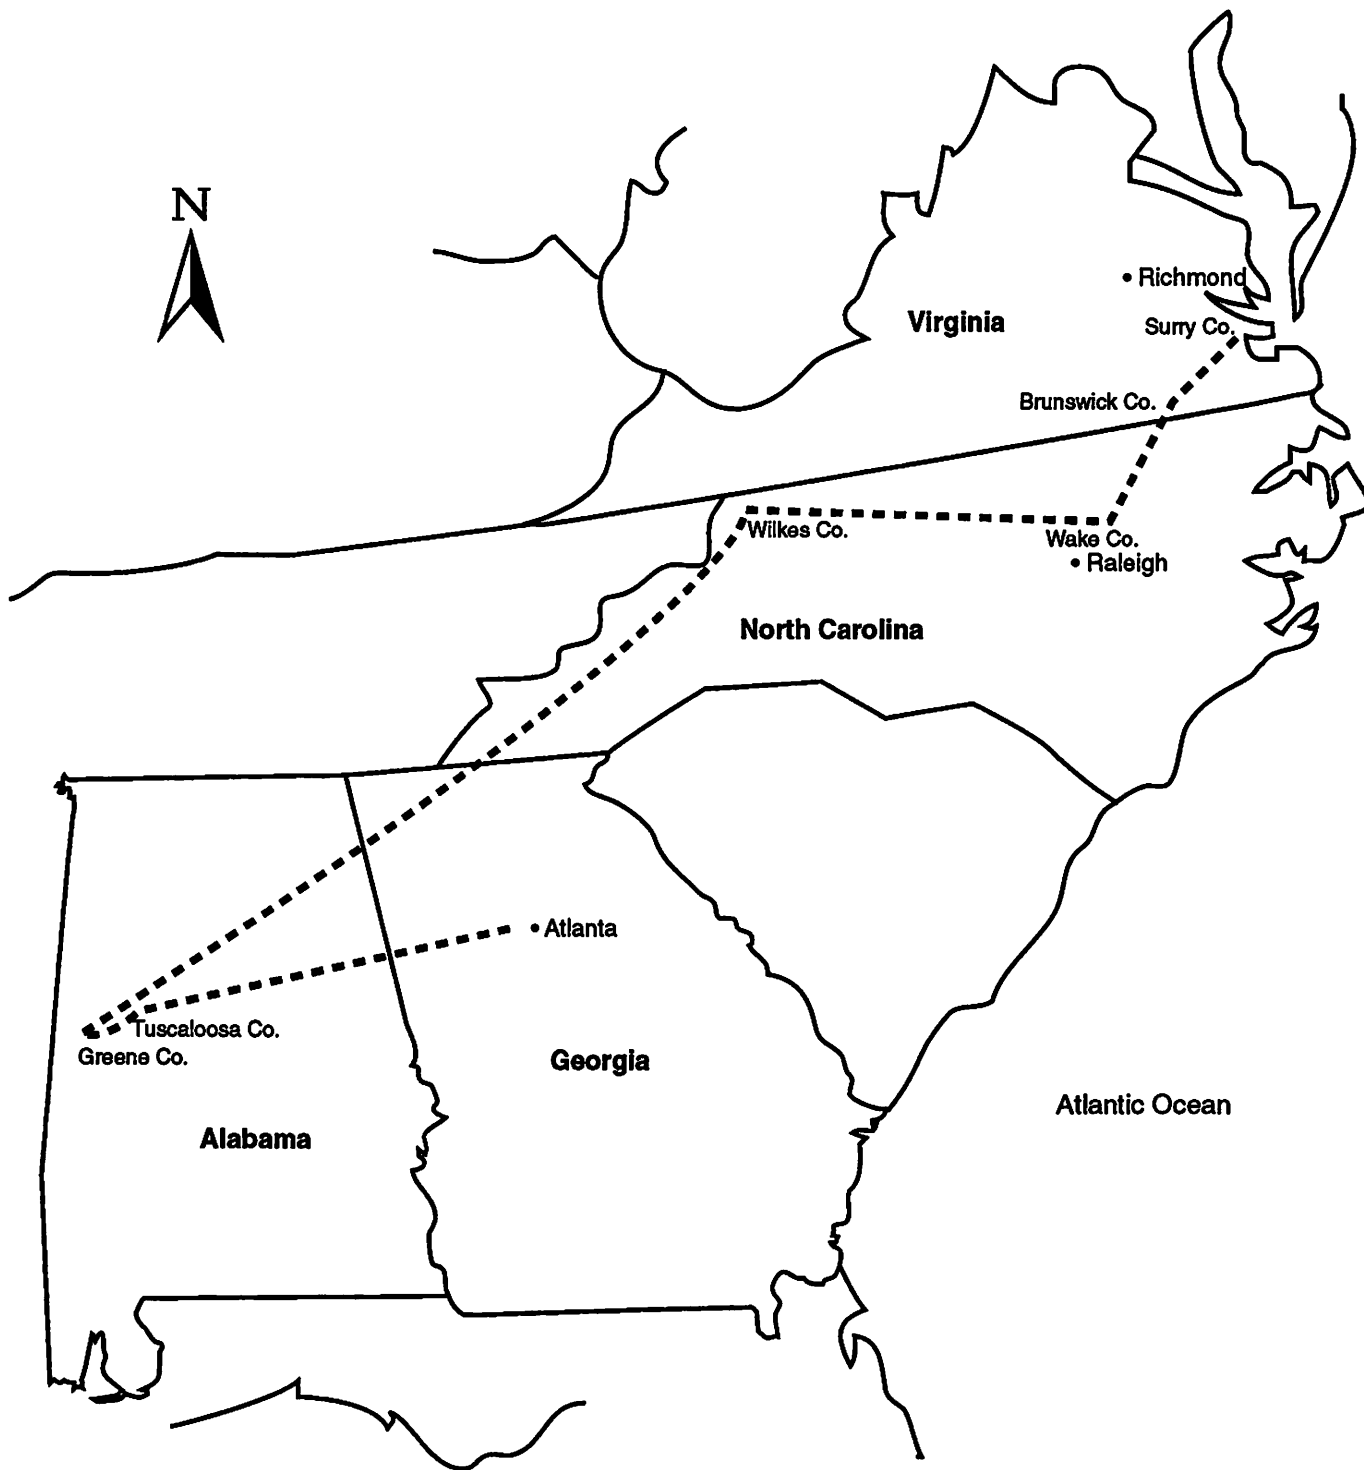 N
Richmond
Virginia
Surry Co.
Brunswick Co.
Wilkes Co.
Wake Co.
Raleigh
North Carolina
Atlanta
Tuscaloosa Co.
Greene Co.
Georgia
Atlantic Ocean
Alabama